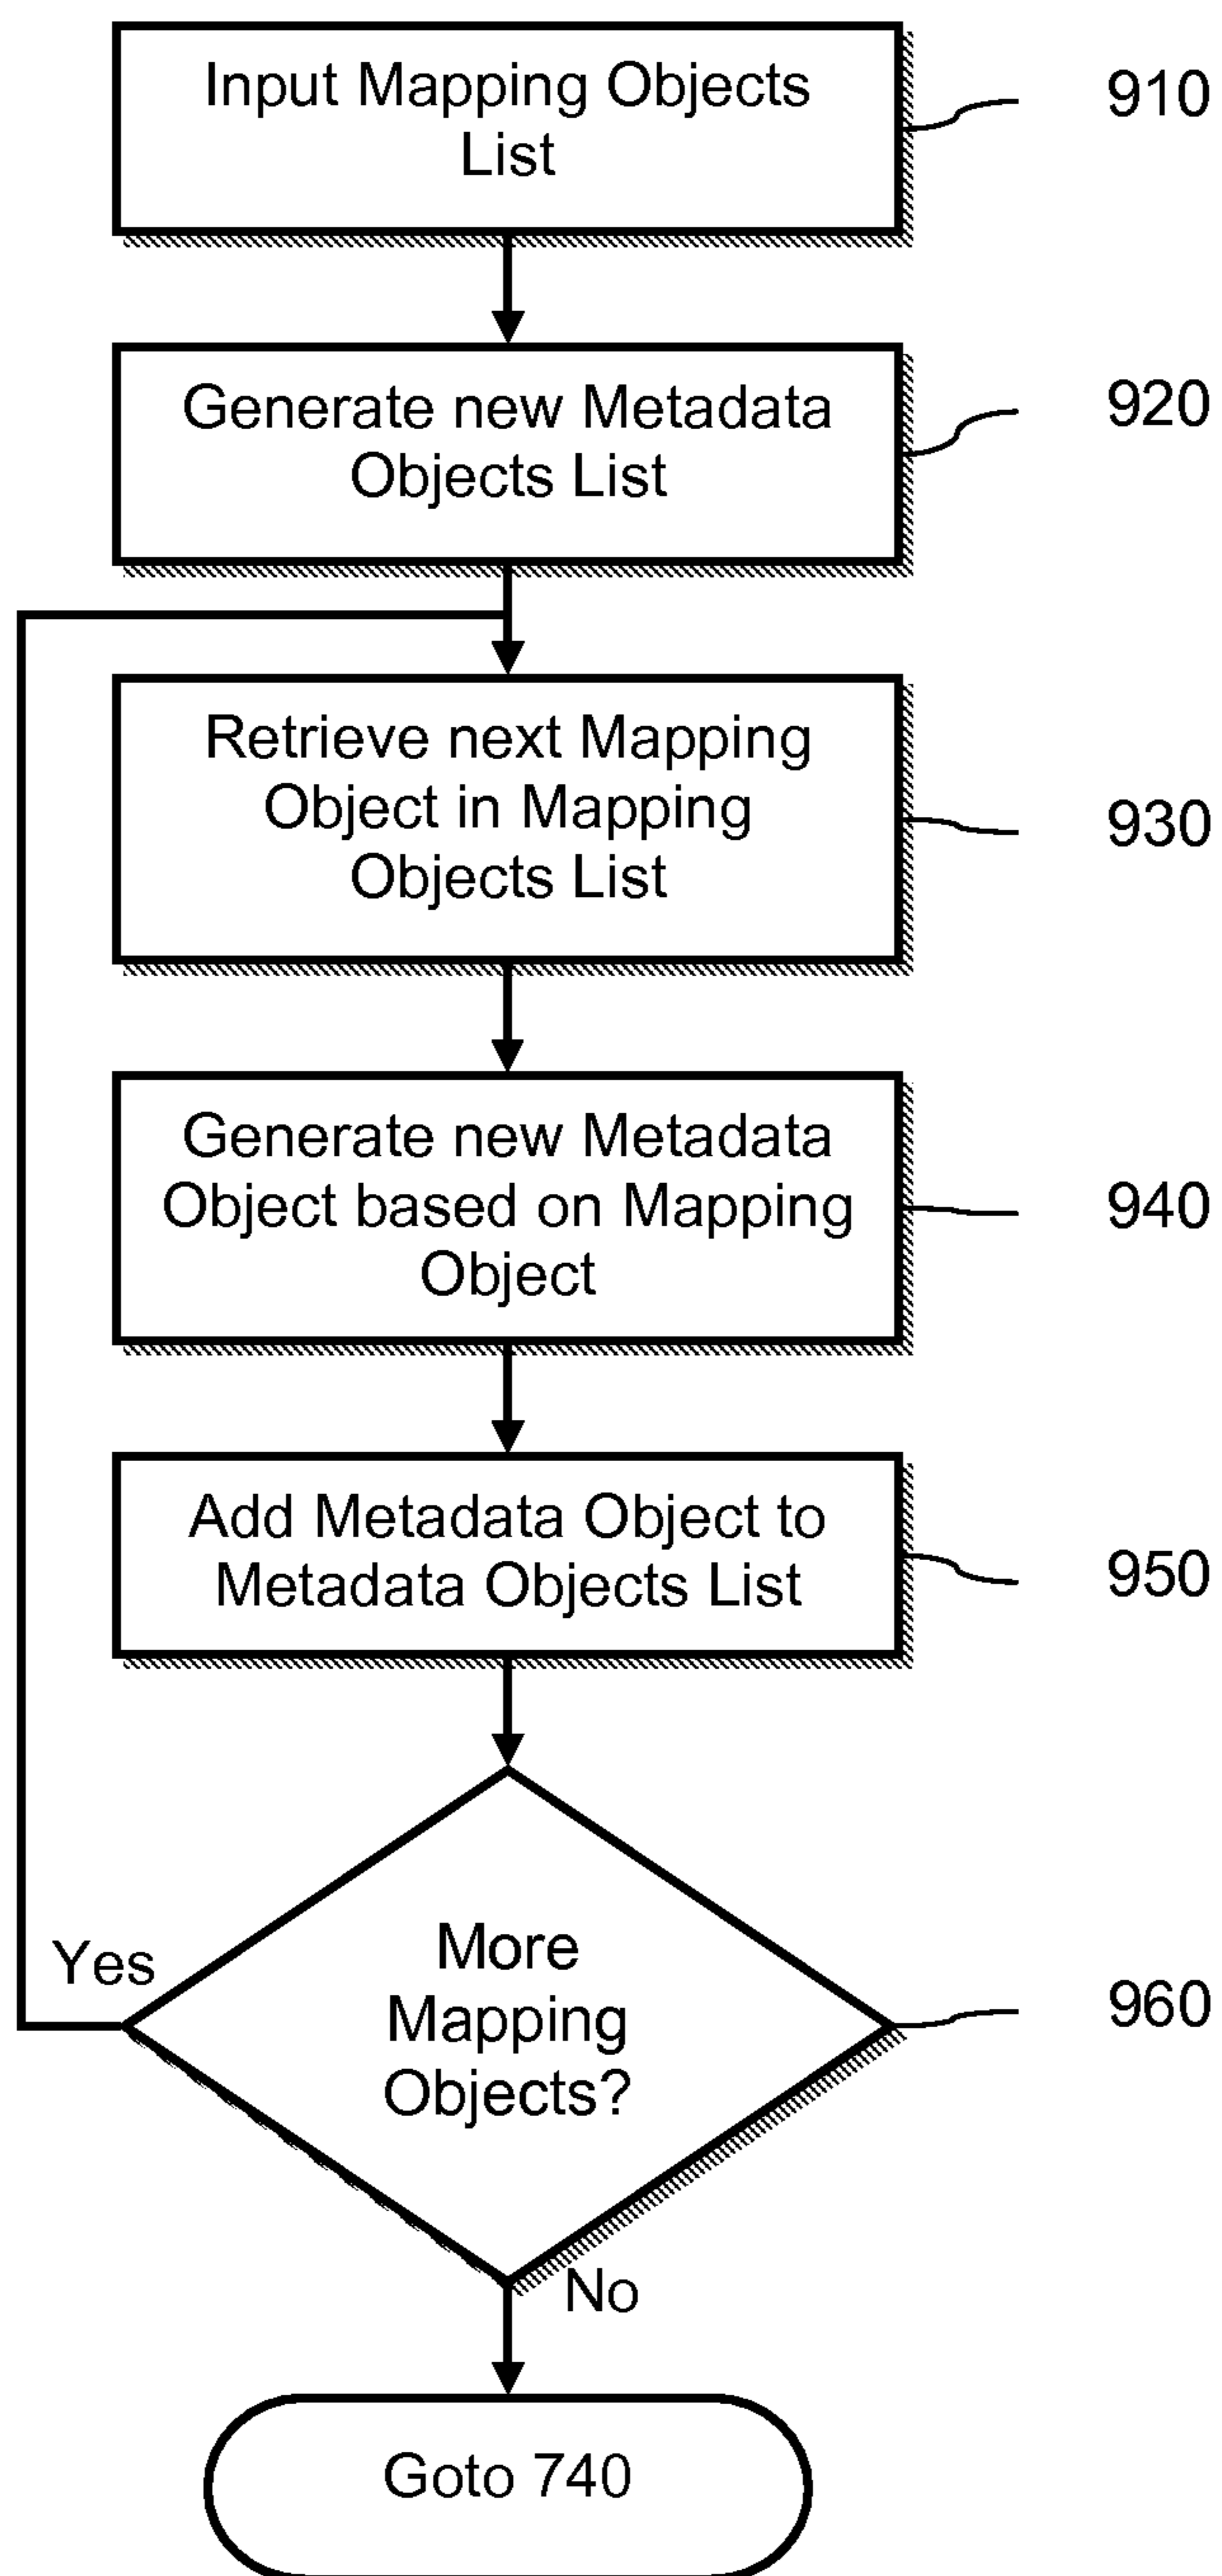 Input Mapping Objects
List
910
Generate new Metadata
Objects List
920
Retrieve next Mapping
Object in Mapping
Objects List
930
Generate new Metadata
Object based on Mapping
Object
940
Add Metadata Object to
Metadata Objects List
950
Yes
More
Mapping
Objects?
960
No
Goto 740